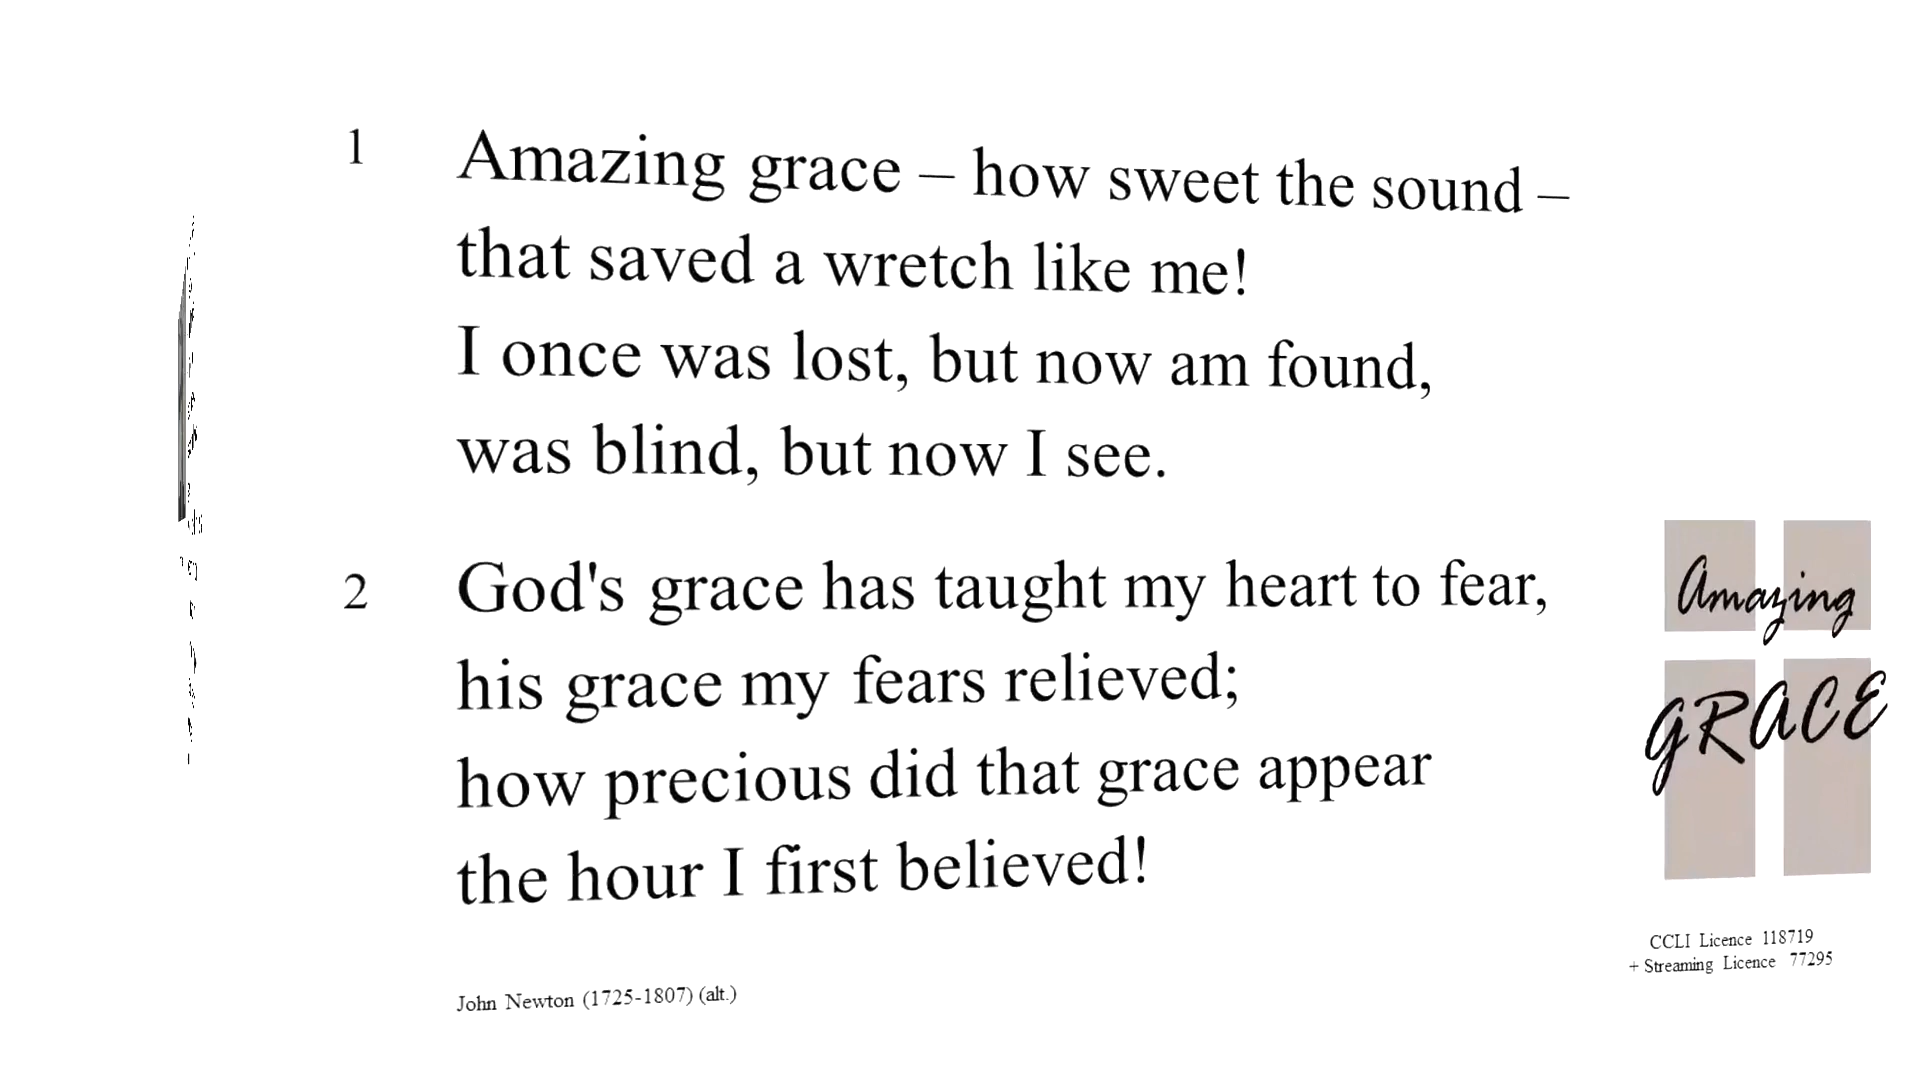 1 Amazing grace – how sweet the sound –
that saved a wretch like me!
I once was lost, but now am found,
was blind, but now I see.
2 God's grace has taught my heart to fear,
his grace my fears relieved;
how precious did that grace appear
the hour I first believed!
Amazing
GRACE
CCLI Licence 118719
+ Streaming Licence 77295
John Newton (1725-1807) (alt.)